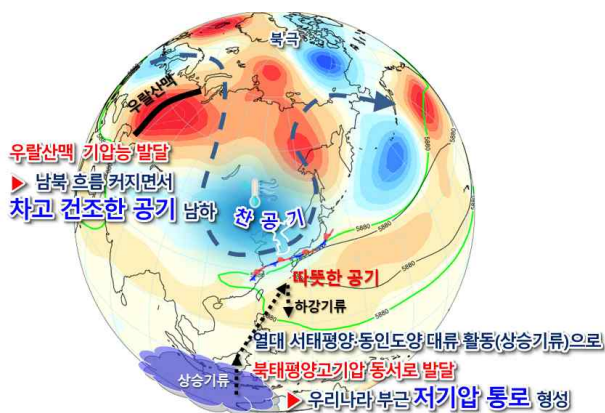 북극
우랄산맥
우랄산맥 기압능 발달
▶ 남북 흐름 커지면서
차고 건조한 공기 남하
찬 공 기
5880
5880
5880
5880
따뜻한 공기
하강기류
열대 서태평양·동인도양 대류 활동(상승기류)으로
상승기류
북태평양고기압 동서로 발달
▶ 우리나라 부근 저기압 통로 형성